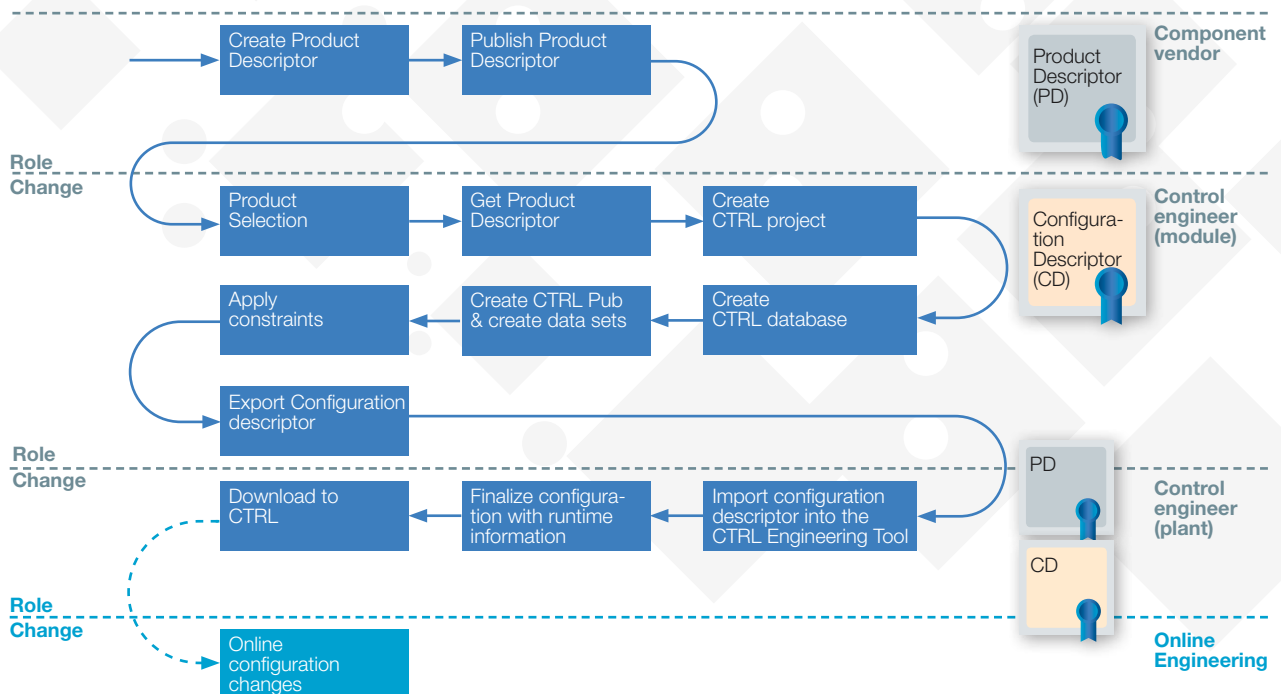 Create Product
Descriptor
Publish Product
Descriptor
Product
Descriptor
(PD)
Component
vendor
Role
Change
Product
Selection
Get Product
Descriptor
Create
CTRL project
Configura-
tion
Descriptor
(CD)
Control
engineer
(module)
Apply
constraints
Create CTRL Pub
& create data sets
Create
CTRL database
Export Configuration
descriptor
Role
Change
Download to
CTRL
Finalize configura-
tion with runtime
information
Import configuration
descriptor into the
CTRL Engineering Tool
PD
Control
engineer
(plant)
CD
Role
Change
Online
configuration
changes
Online
Engineering